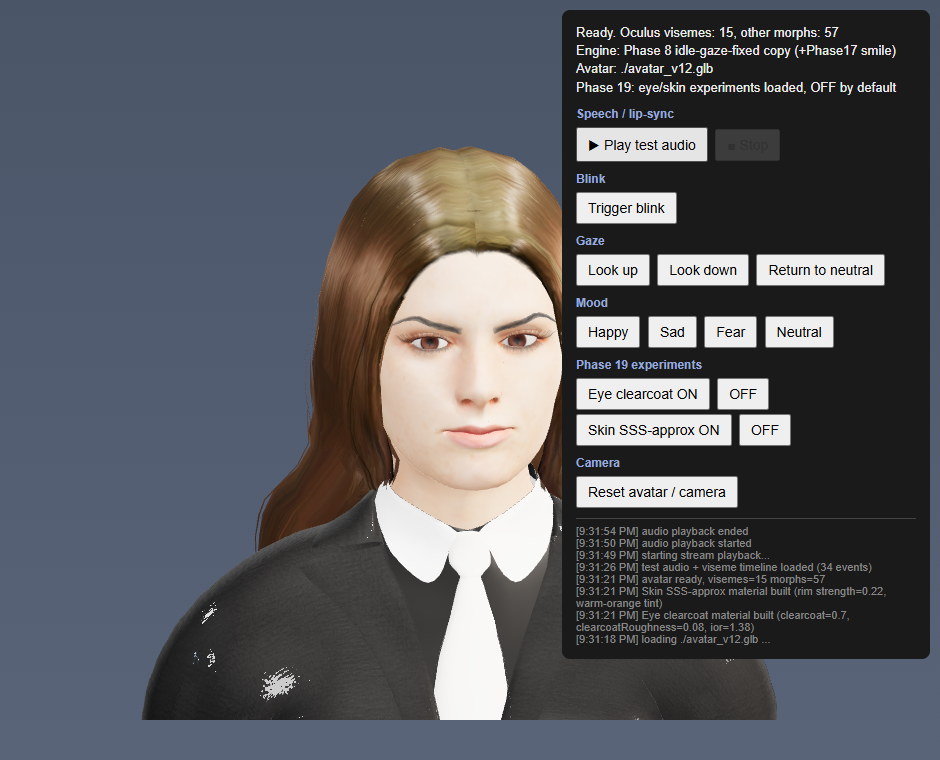 Ready. Oculus visemes: 15, other morphs: 57
Engine: Phase 8 idle-gaze-fixed copy (+Phase17 smile)
Avatar: ./avatar_v12.glb
Phase 19: eye/skin experiments loaded, OFF by default
Speech / lip-sync
▶ Play test audio
■ Stop
Blink
Trigger blink
Gaze
Look up
Look down
Return to neutral
Mood
Happy
Sad
Fear
Neutral
Phase 19 experiments
Eye clearcoat ON
OFF
Skin SSS-approx ON
OFF
Camera
Reset avatar / camera
[9:31:54 PM] audio playback ended
[9:31:50 PM] audio playback started
[9:31:49 PM] starting stream playback...
[9:31:26 PM] test audio + viseme timeline loaded (34 events)
[9:31:21 PM] avatar ready, visemes=15 morphs=57
[9:31:21 PM] Skin SSS-approx material built (rim strength=0.22,
warm-orange tint)
[9:31:21 PM] Eye clearcoat material built (clearcoat=0.7,
clearcoatRoughness=0.08, ior=1.38)
[9:31:18 PM] loading ./avatar_v12.glb ...